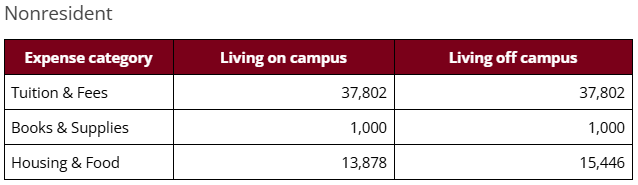 Nonresident
Expense category Living on campus Living off campus
Tuition & Fees 37,802 37,802
Books & Supplies 1,000 1,000
Housing & Food 13,878 15,446